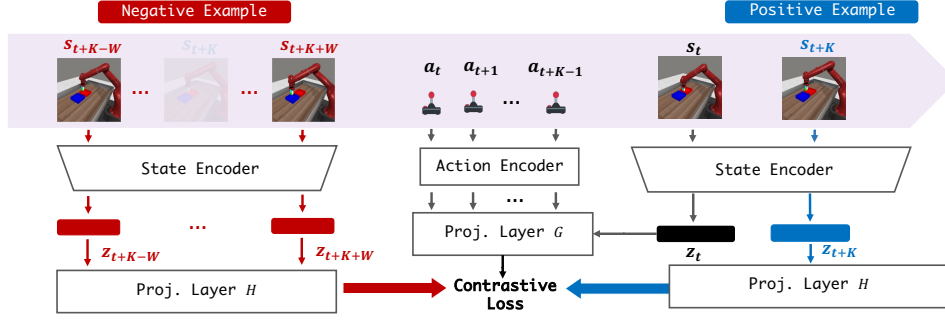 Negative Example
Positive Example
s_{t+K-W}
s_{t+K}
s_{t+K+W}
a_t
a_{t+1}
a_{t+K-1}
s_t
s_{t+K}
...
...
...
State Encoder
Action Encoder
State Encoder
...
...
Proj. Layer G
z_{t+K-W}
z_{t+K+W}
z_t
z_{t+K}
Proj. Layer H
Contrastive
Loss
Proj. Layer H